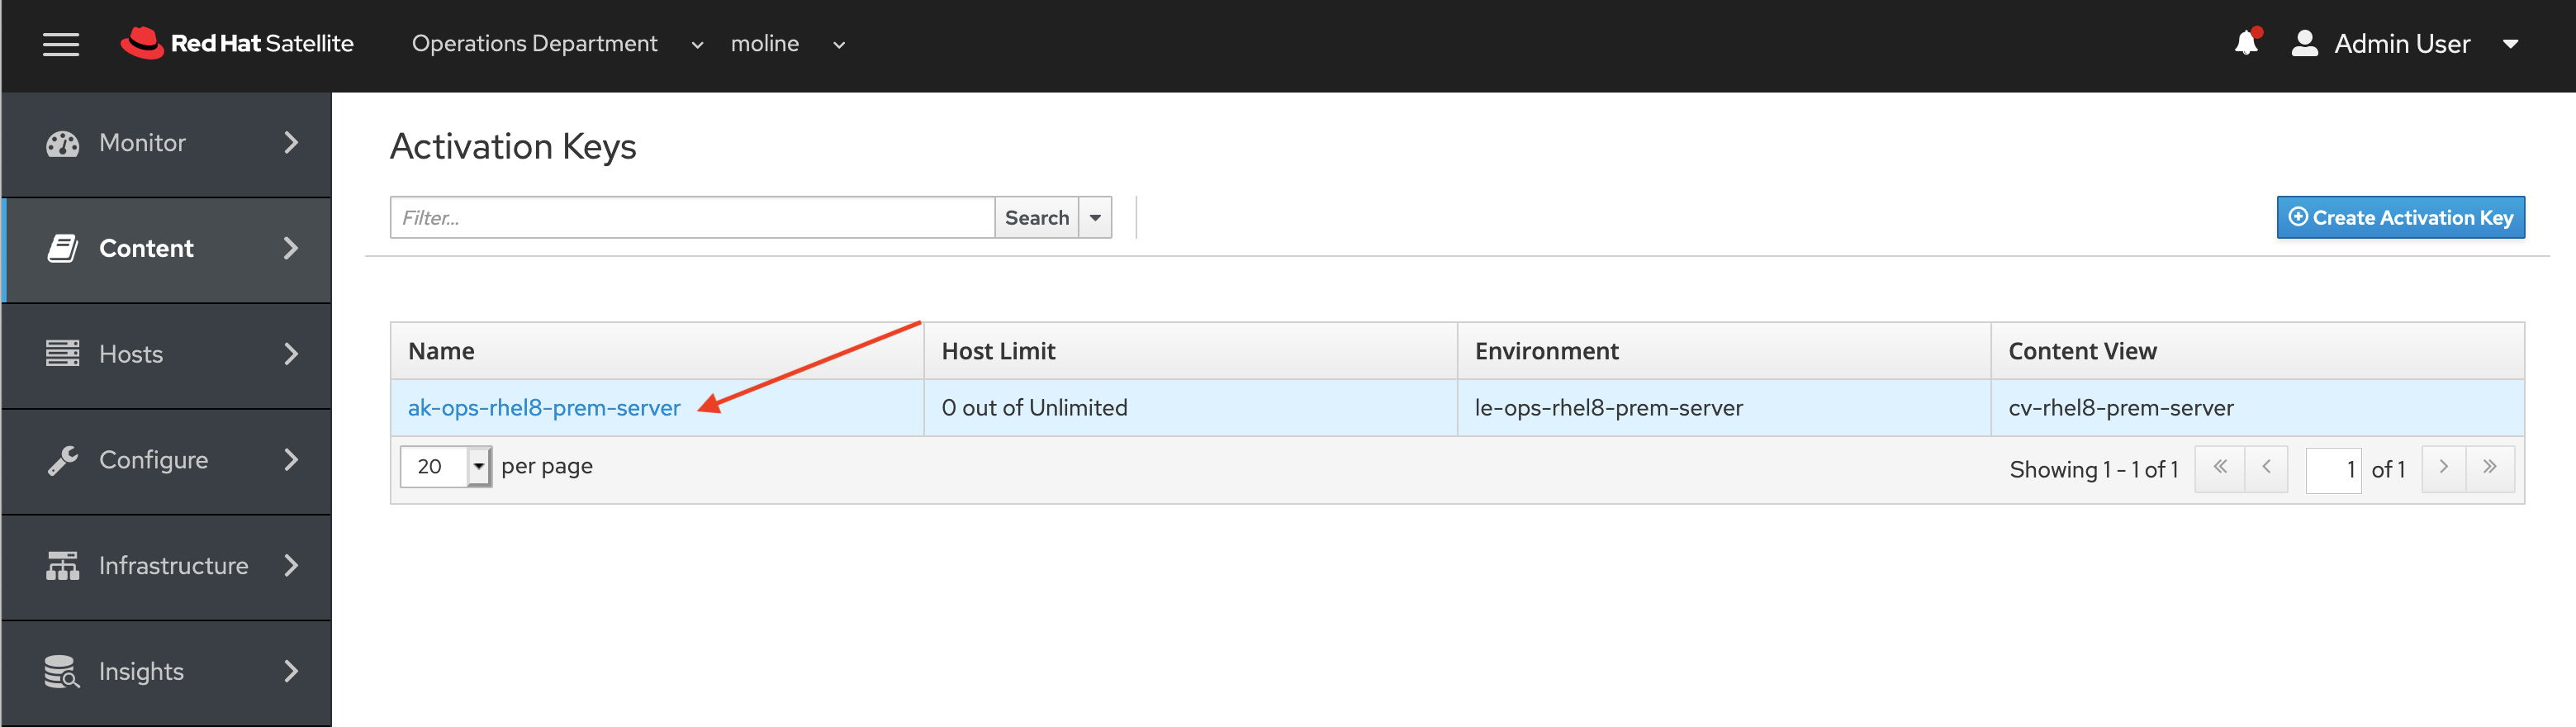 Red Hat Satellite Operations Department moline Admin User
Monitor
Content
Hosts
Configure
Infrastructure
Insights
Activation Keys
Filter... Search Create Activation Key
Name Host Limit Environment Content View
ak-ops-rhel8-prem-server 0 out of Unlimited le-ops-rhel8-prem-server cv-rhel8-prem-server
20 per page Showing 1 - 1 of 1 « < 1 of 1 > »